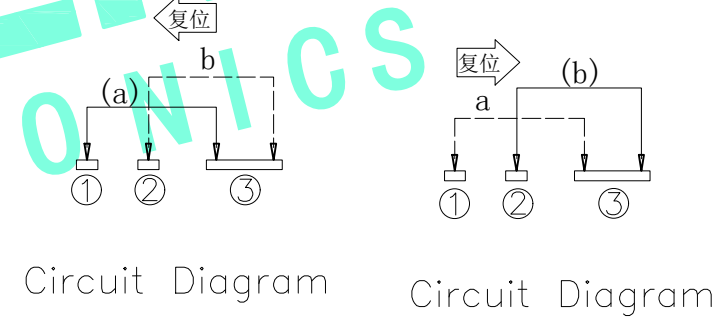 复位
b
(a)
① ② ③
Circuit Diagram
复位
(b)
a
① ② ③
Circuit Diagram
ONICS